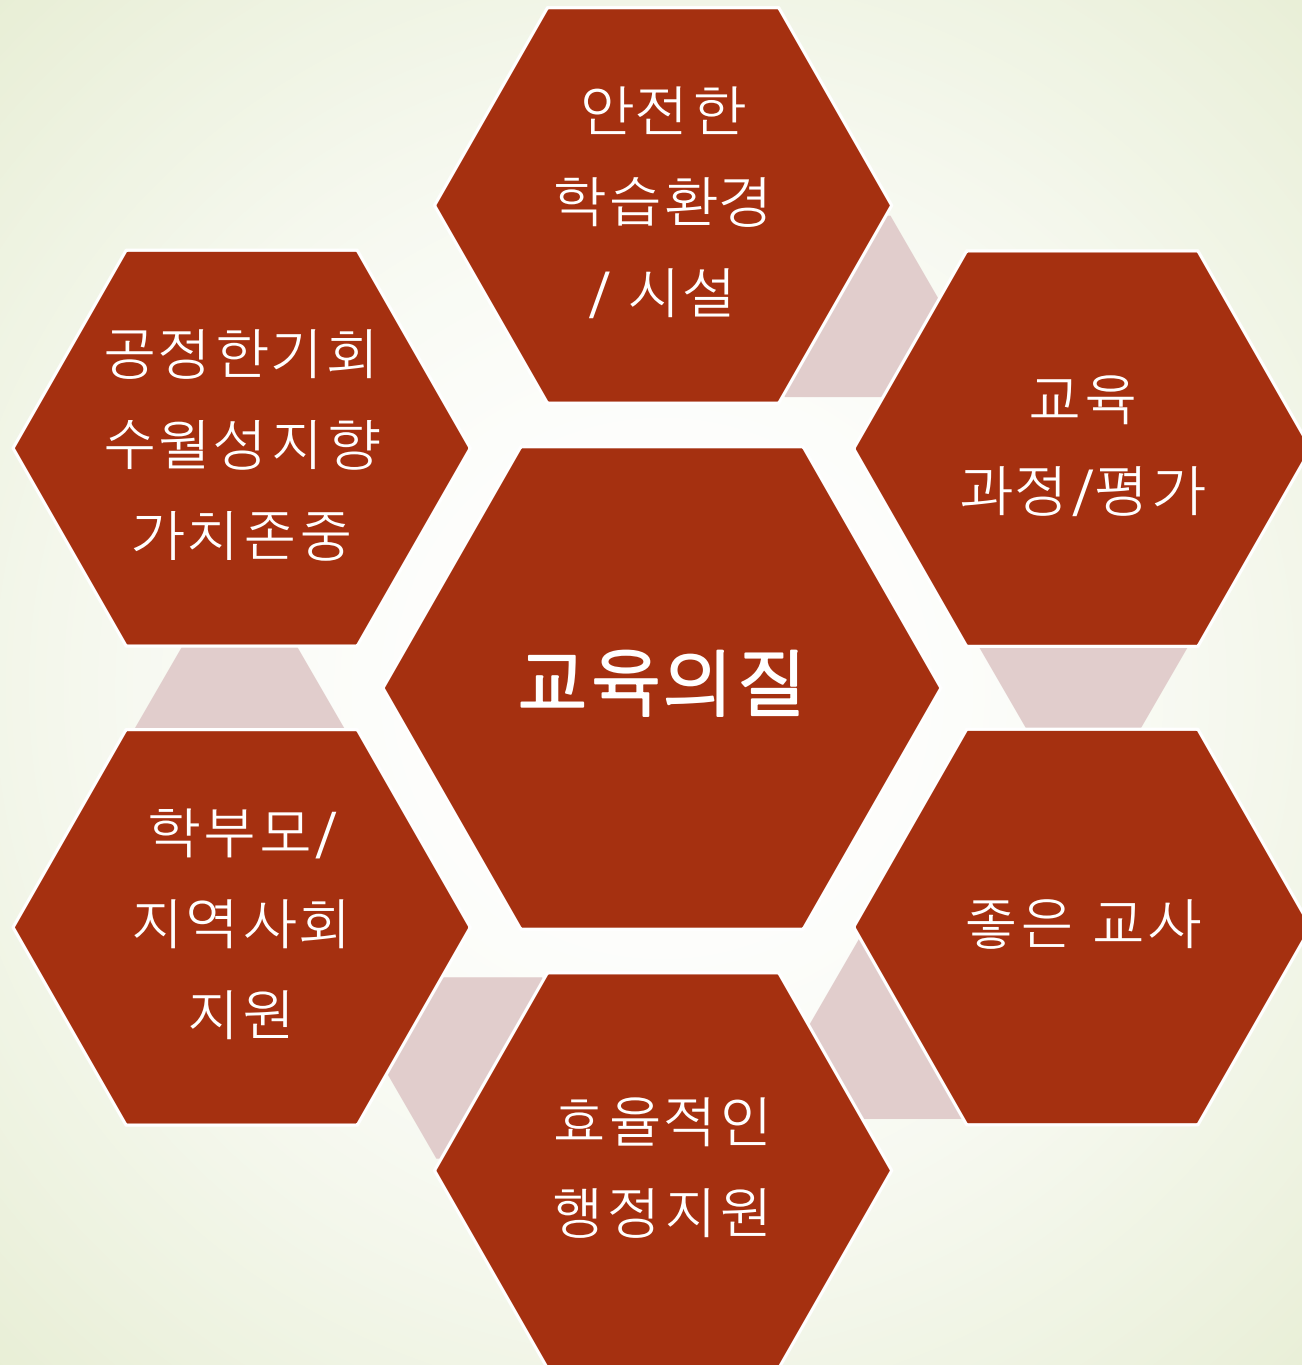 안전한
학습환경
/ 시설
교육
과정/평가
좋은 교사
효율적인
행정지원
학부모/
지역사회
지원
공정한기회
수월성지향
가치존중
교육의질